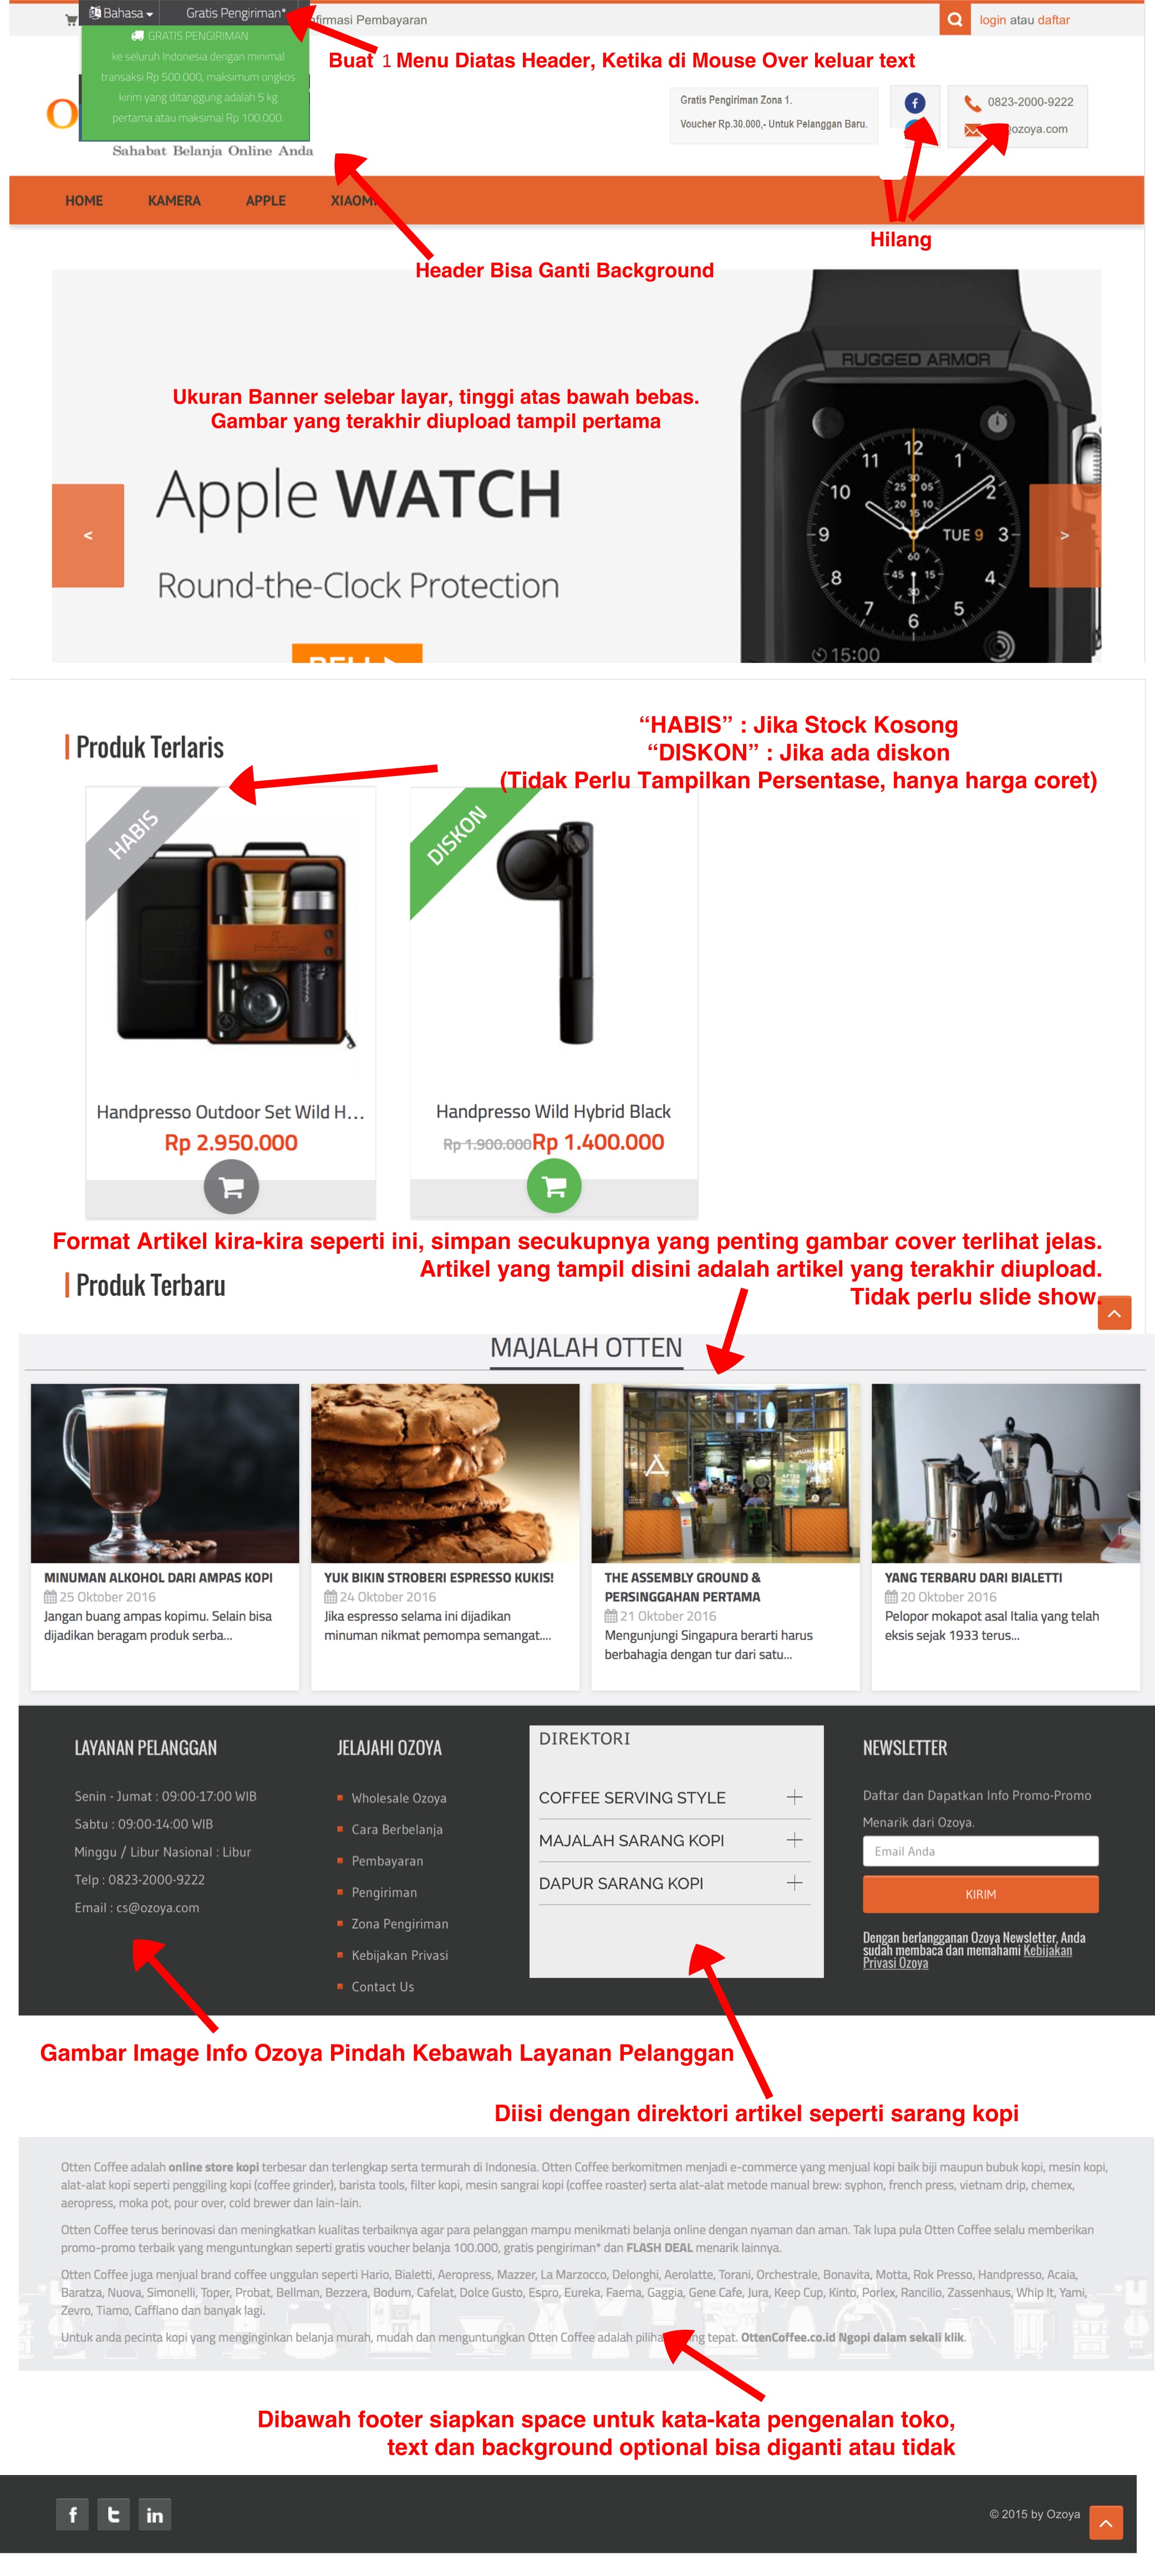 Bahasa
Gratis Pengiriman*
nfirmasi Pembayaran
login atau daftar
GRATIS PENGIRIMAN
ke seluruh Indonesia dengan minimal
transaksi Rp 500.000, maksimum ongkos
kirim yang ditanggung adalah 5 kg
pertama atau maksimal Rp 100.000.
Buat 1 Menu Diatas Header, Ketika di Mouse Over keluar text
O
Sahabat Belanja Online Anda
Gratis Pengiriman Zona 1.
Voucher Rp.30.000,- Untuk Pelanggan Baru.
0823-2000-9222
ozoya.com
HOME
KAMERA
APPLE
XIAOMI
Hilang
Header Bisa Ganti Background
RUGGED ARMOR
Ukuran Banner selebar layar, tinggi atas bawah bebas.
Gambar yang terakhir diupload tampil pertama
Apple WATCH
Round-the-Clock Protection
BELI
<
>
12
1
2
3
4
5
6
7
8
9
10
11
30
25 05
20 10
15
TUE 9
60
45 15
30
15:00
“HABIS” : Jika Stock Kosong
“DISKON” : Jika ada diskon
(Tidak Perlu Tampilkan Persentase, hanya harga coret)
Produk Terlaris
HABIS
DISKON
Handpresso Outdoor Set Wild H...
Rp 2.950.000
Handpresso Wild Hybrid Black
Rp 1.900.000 Rp 1.400.000
Format Artikel kira-kira seperti ini, simpan secukupnya yang penting gambar cover terlihat jelas.
Artikel yang tampil disini adalah artikel yang terakhir diupload.
Tidak perlu slide show.
Produk Terbaru
MAJALAH OTTEN
MINUMAN ALKOHOL DARI AMPAS KOPI
25 Oktober 2016
Jangan buang ampas kopimu. Selain bisa
dijadikan beragam produk serba...
YUK BIKIN STROBERI ESPRESSO KUKIS!
24 Oktober 2016
Jika espresso selama ini dijadikan
minuman nikmat pemompa semangat....
THE ASSEMBLY GROUND &
PERSINGGAHAN PERTAMA
21 Oktober 2016
Mengunjungi Singapura berarti harus
berbahagia dengan tur dari satu...
YANG TERBARU DARI BIALETTI
20 Oktober 2016
Pelopor mokapot asal Italia yang telah
eksis sejak 1933 terus...
LAYANAN PELANGGAN
Senin - Jumat : 09:00-17:00 WIB
Sabtu : 09:00-14:00 WIB
Minggu / Libur Nasional : Libur
Telp : 0823-2000-9222
Email : cs@ozoya.com
JELAJAHI OZOYA
Wholesale Ozoya
Cara Berbelanja
Pembayaran
Pengiriman
Zona Pengiriman
Kebijakan Privasi
Contact Us
DIREKTORI
COFFEE SERVING STYLE
MAJALAH SARANG KOPI
DAPUR SARANG KOPI
NEWSLETTER
Daftar dan Dapatkan Info Promo-Promo
Menarik dari Ozoya.
Email Anda
KIRIM
Dengan berlangganan Ozoya Newsletter, Anda
sudah membaca dan memahami Kebijakan
Privasi Ozoya
Gambar Image Info Ozoya Pindah Kebawah Layanan Pelanggan
Diisi dengan direktori artikel seperti sarang kopi
Otten Coffee adalah online store kopi terbesar dan terlengkap serta termurah di Indonesia. Otten Coffee berkomitmen menjadi e-commerce yang menjual kopi baik biji maupun bubuk kopi, mesin kopi,
alat-alat kopi seperti penggiling kopi (coffee grinder), barista tools, filter kopi, mesin sangrai kopi (coffee roaster) serta alat-alat metode manual brew: syphon, french press, vietnam drip, chemex,
aeropress, moka pot, pour over, cold brewer dan lain-lain.
Otten Coffee terus berinovasi dan meningkatkan kualitas terbaiknya agar para pelanggan mampu menikmati belanja online dengan nyaman dan aman. Tak lupa pula Otten Coffee selalu memberikan
promo-promo terbaik yang menguntungkan seperti gratis voucher belanja 100.000, gratis pengiriman* dan FLASH DEAL menarik lainnya.
Otten Coffee juga menjual brand coffee unggulan seperti Hario, Bialetti, Aeropress, Mazzer, La Marzocco, Delonghi, Aerolatte, Torani, Orchestrale, Bonavita, Motta, Rok Presso, Handpresso, Acaia,
Baratza, Nuova, Simonelli, Toper, Probat, Bellman, Bezzera, Bodum, Cafelat, Dolce Gusto, Espro, Eureka, Faema, Gaggia, Gene Cafe, Jura, Keep Cup, Kinto, Porlex, Rancilio, Zassenhaus, Whip It, Yami,
Zevro, Tiamo, Cafflano dan banyak lagi.
Untuk anda pecinta kopi yang menginginkan belanja murah, mudah dan menguntungkan Otten Coffee adalah piliha ng tepat. OttenCoffee.co.id Ngopi dalam sekali klik.
Dibawah footer siapkan space untuk kata-kata pengenalan toko,
text dan background optional bisa diganti atau tidak
© 2015 by Ozoya